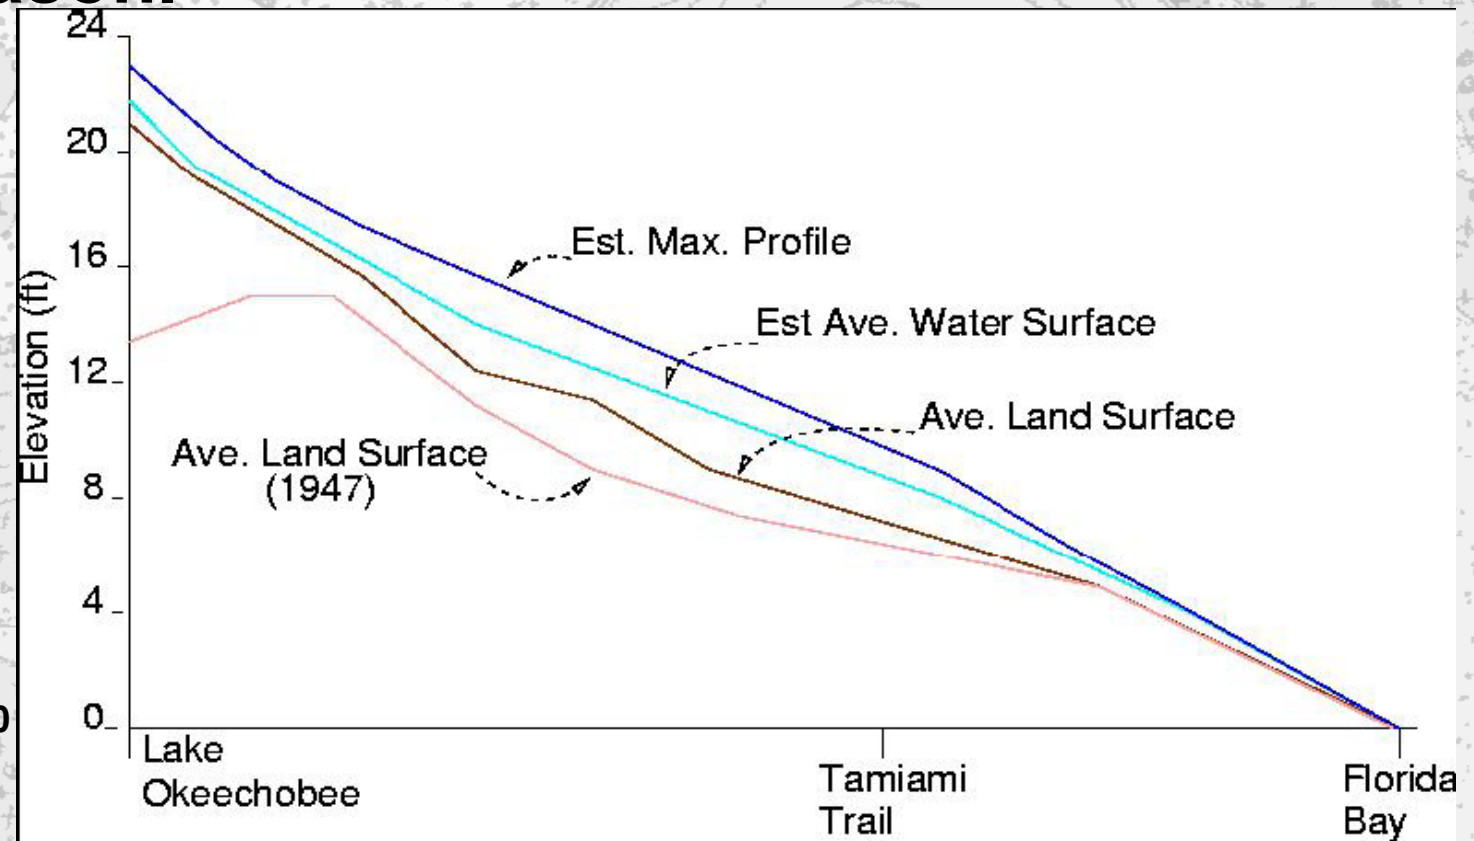 24
20
16
12
8
4
0
Elevation (ft)
Est. Max. Profile
Est Ave. Water Surface
Ave. Land Surface
Ave. Land Surface
(1947)
Lake
Okeechobee
Tamiami
Trail
Florida
Bay